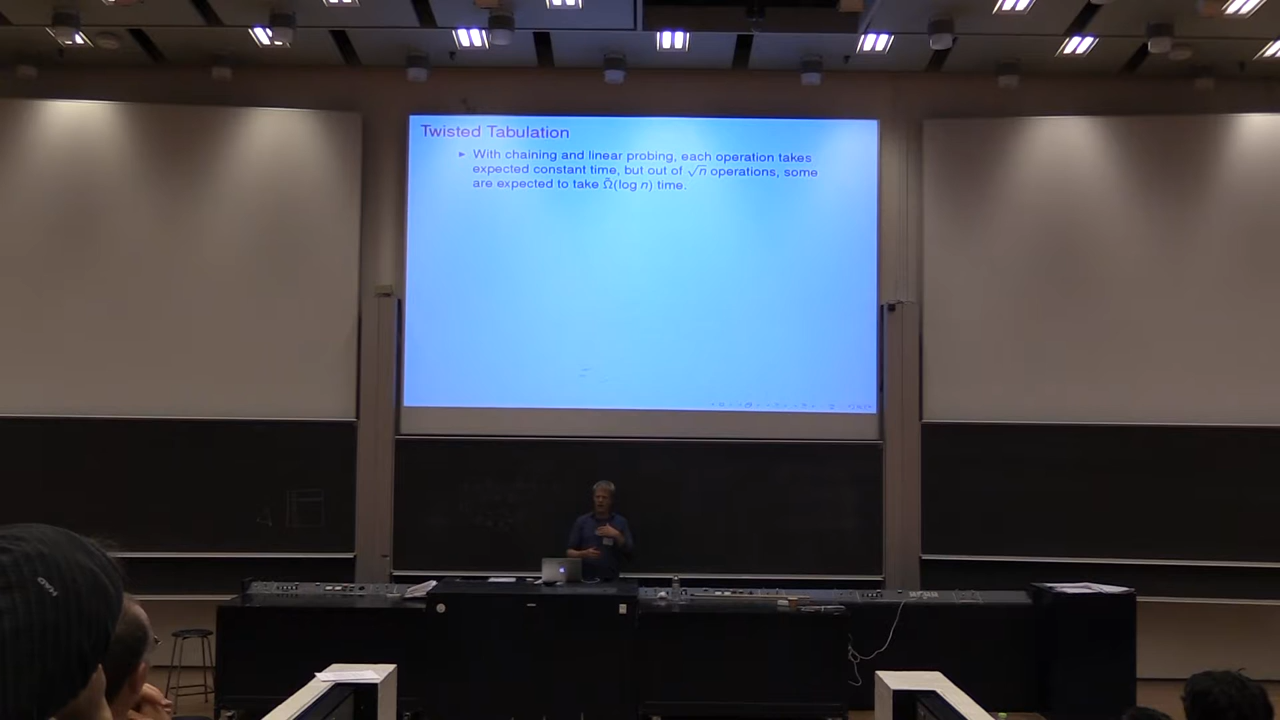 Twisted Tabulation
► With chaining and linear probing, each operation takes
expected constant time, but out of √n operations, some
are expected to take Ω̃(log n) time.